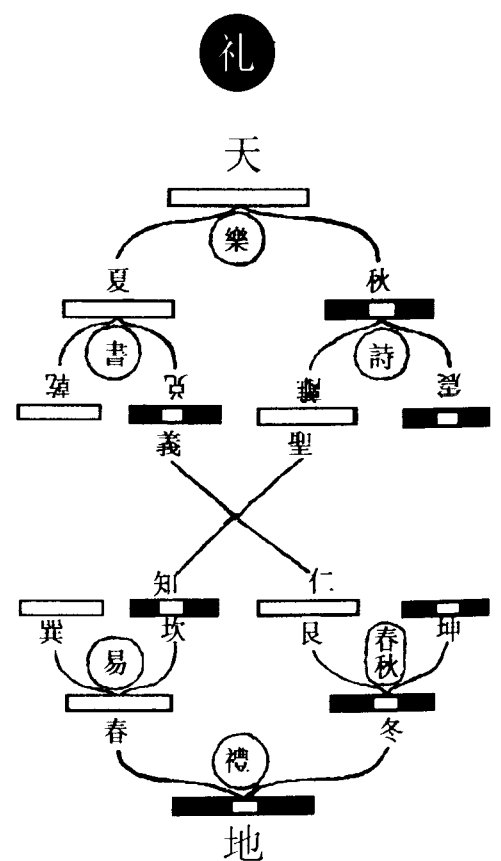 礼
天
樂
夏 秋
書 詩
乾 兌 離 震
義 聖
知 仁
巽 坎 艮 坤
易 春秋
春 冬
禮
地